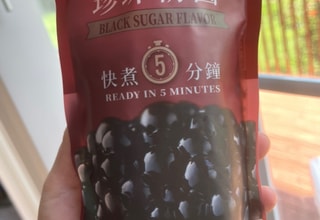 BLACK SUGAR FLAVOR
快煮 5 分鐘
READY IN 5 MINUTES